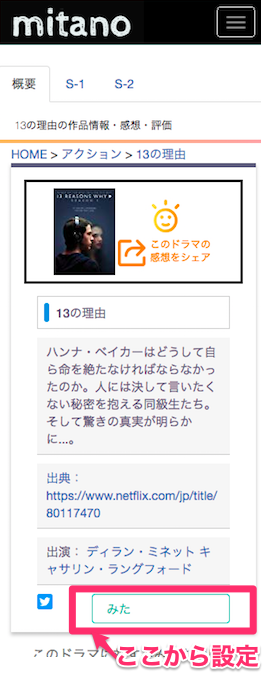 mitano
概要 S-1 S-2
13の理由の作品情報・感想・評価
HOME > アクション > 13の理由
13 REASONS WHY
SEASON 1
このドラマの
感想をシェア
13の理由
ハンナ・ベイカーはどうして自
ら命を絶たなければならなかっ
たのか。人には決して言いたく
ない秘密を抱える同級生たち。
そして驚きの真実が明らか
に...。
出典：
https://www.netflix.com/jp/title/
80117470
出演： ディラン・ミネット キャ
サリン・ラングフォード
みた
ここから設定